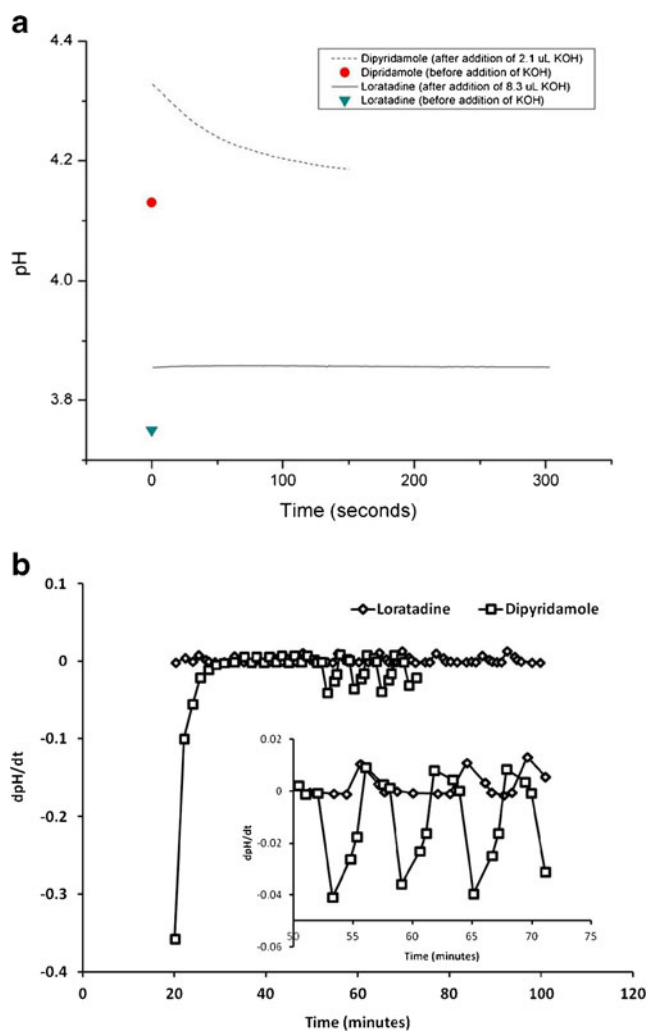 a
4.4
4.2
4.0
3.8
pH
Dipyridamole (after addition of 2.1 uL KOH)
Dipridamole (before addition of KOH)
Loratadine (after addition of 8.3 uL KOH)
Loratadine (before addition of KOH)
0 100 200 300
Time (seconds)
b
0.1
0
-0.1
-0.2
-0.3
-0.4
dpH/dt
Loratadine Dipyridamole
0.02
0
-0.02
-0.04
-0.06
dpH/dt
50 55 60 65 70 75
Time (minutes)
0 20 40 60 80 100 120
Time (minutes)